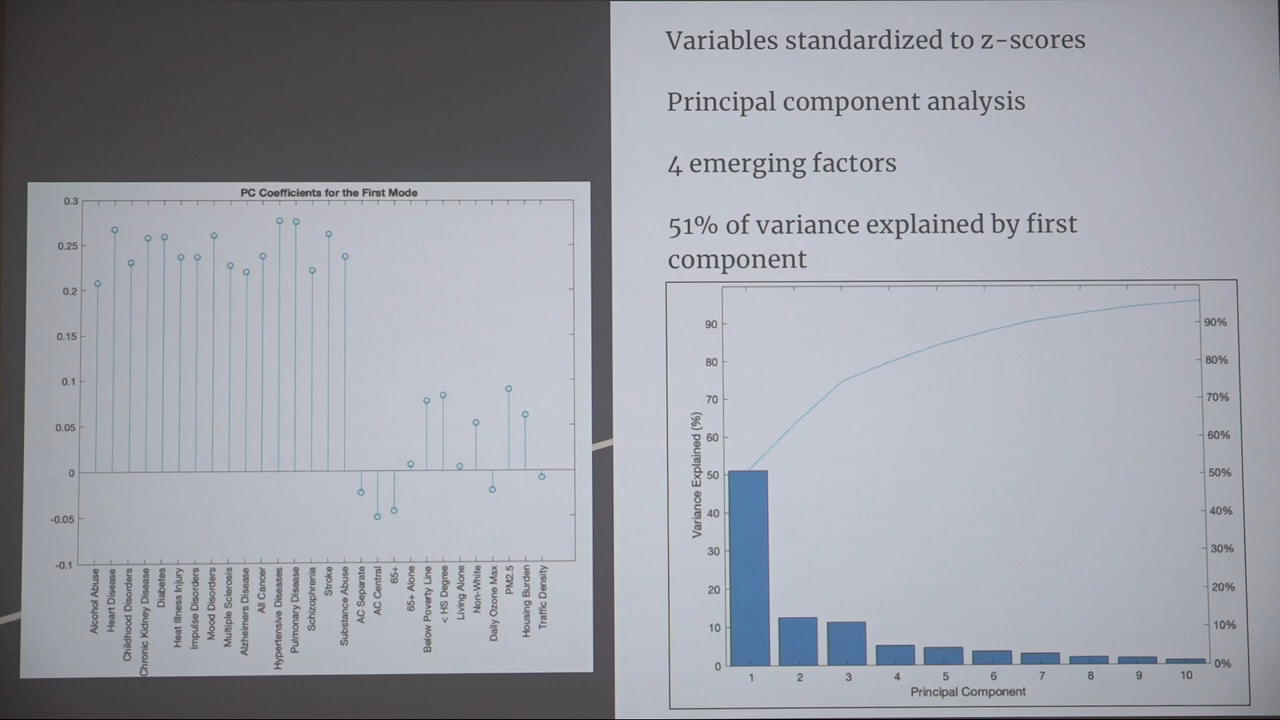 Variables standardized to z-scores
Principal component analysis
4 emerging factors
51% of variance explained by first
component
PC Coefficients for the First Mode
0.3
0.25
0.2
0.15
0.1
0.05
0
-0.05
-0.1
Alcohol Abuse
Heart Disease
Childhood Disorders
Chronic Kidney Disease
Diabetes
Heat Illness Injury
Impulse Disorders
Mood Disorders
Multiple Sclerosis
Alzheimers Disease
All Cancer
Hypertensive Diseases
Pulmonary Disease
Schizophrenia
Stroke
Substance Abuse
AC Separate
AC Central
65+
65+ Alone
Below Poverty Line
< HS Degree
Living Alone
Non-White
Daily Ozone Max
PM2.5
Housing Burden
Traffic Density
Variance Explained (%)
90
80
70
60
50
40
30
20
10
0
90%
80%
70%
60%
50%
40%
30%
20%
10%
0%
1 2 3 4 5 6 7 8 9 10
Principal Component